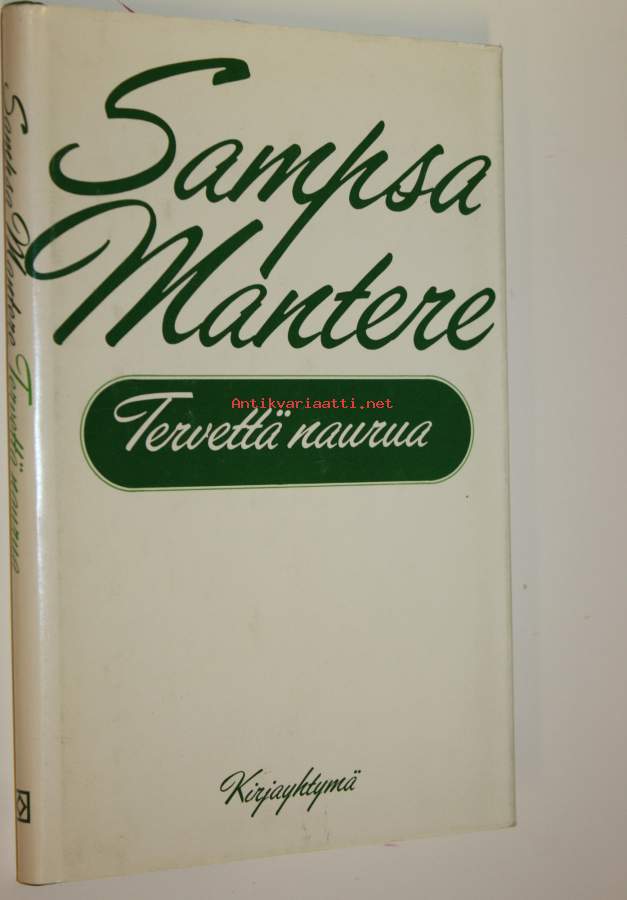 Sampsa
Mantere
Antikvariaatti.net
Tervettä naurua
Kirjayhtymä
Sampsa Mantere Tervettä naurua